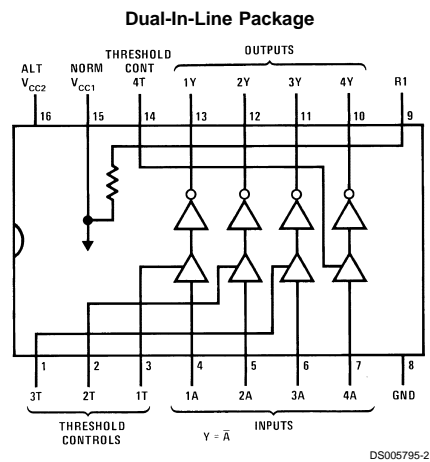 Dual-In-Line Package
THRESHOLD OUTPUTS
ALT NORM CONT
V_CC2 V_CC1 4T 1Y 2Y 3Y 4Y R1
16 15 14 13 12 11 10 9
1 2 3 4 5 6 7 8
3T 2T 1T 1A 2A 3A 4A GND
THRESHOLD INPUTS
CONTROLS
Y = A̅
DS005795-2